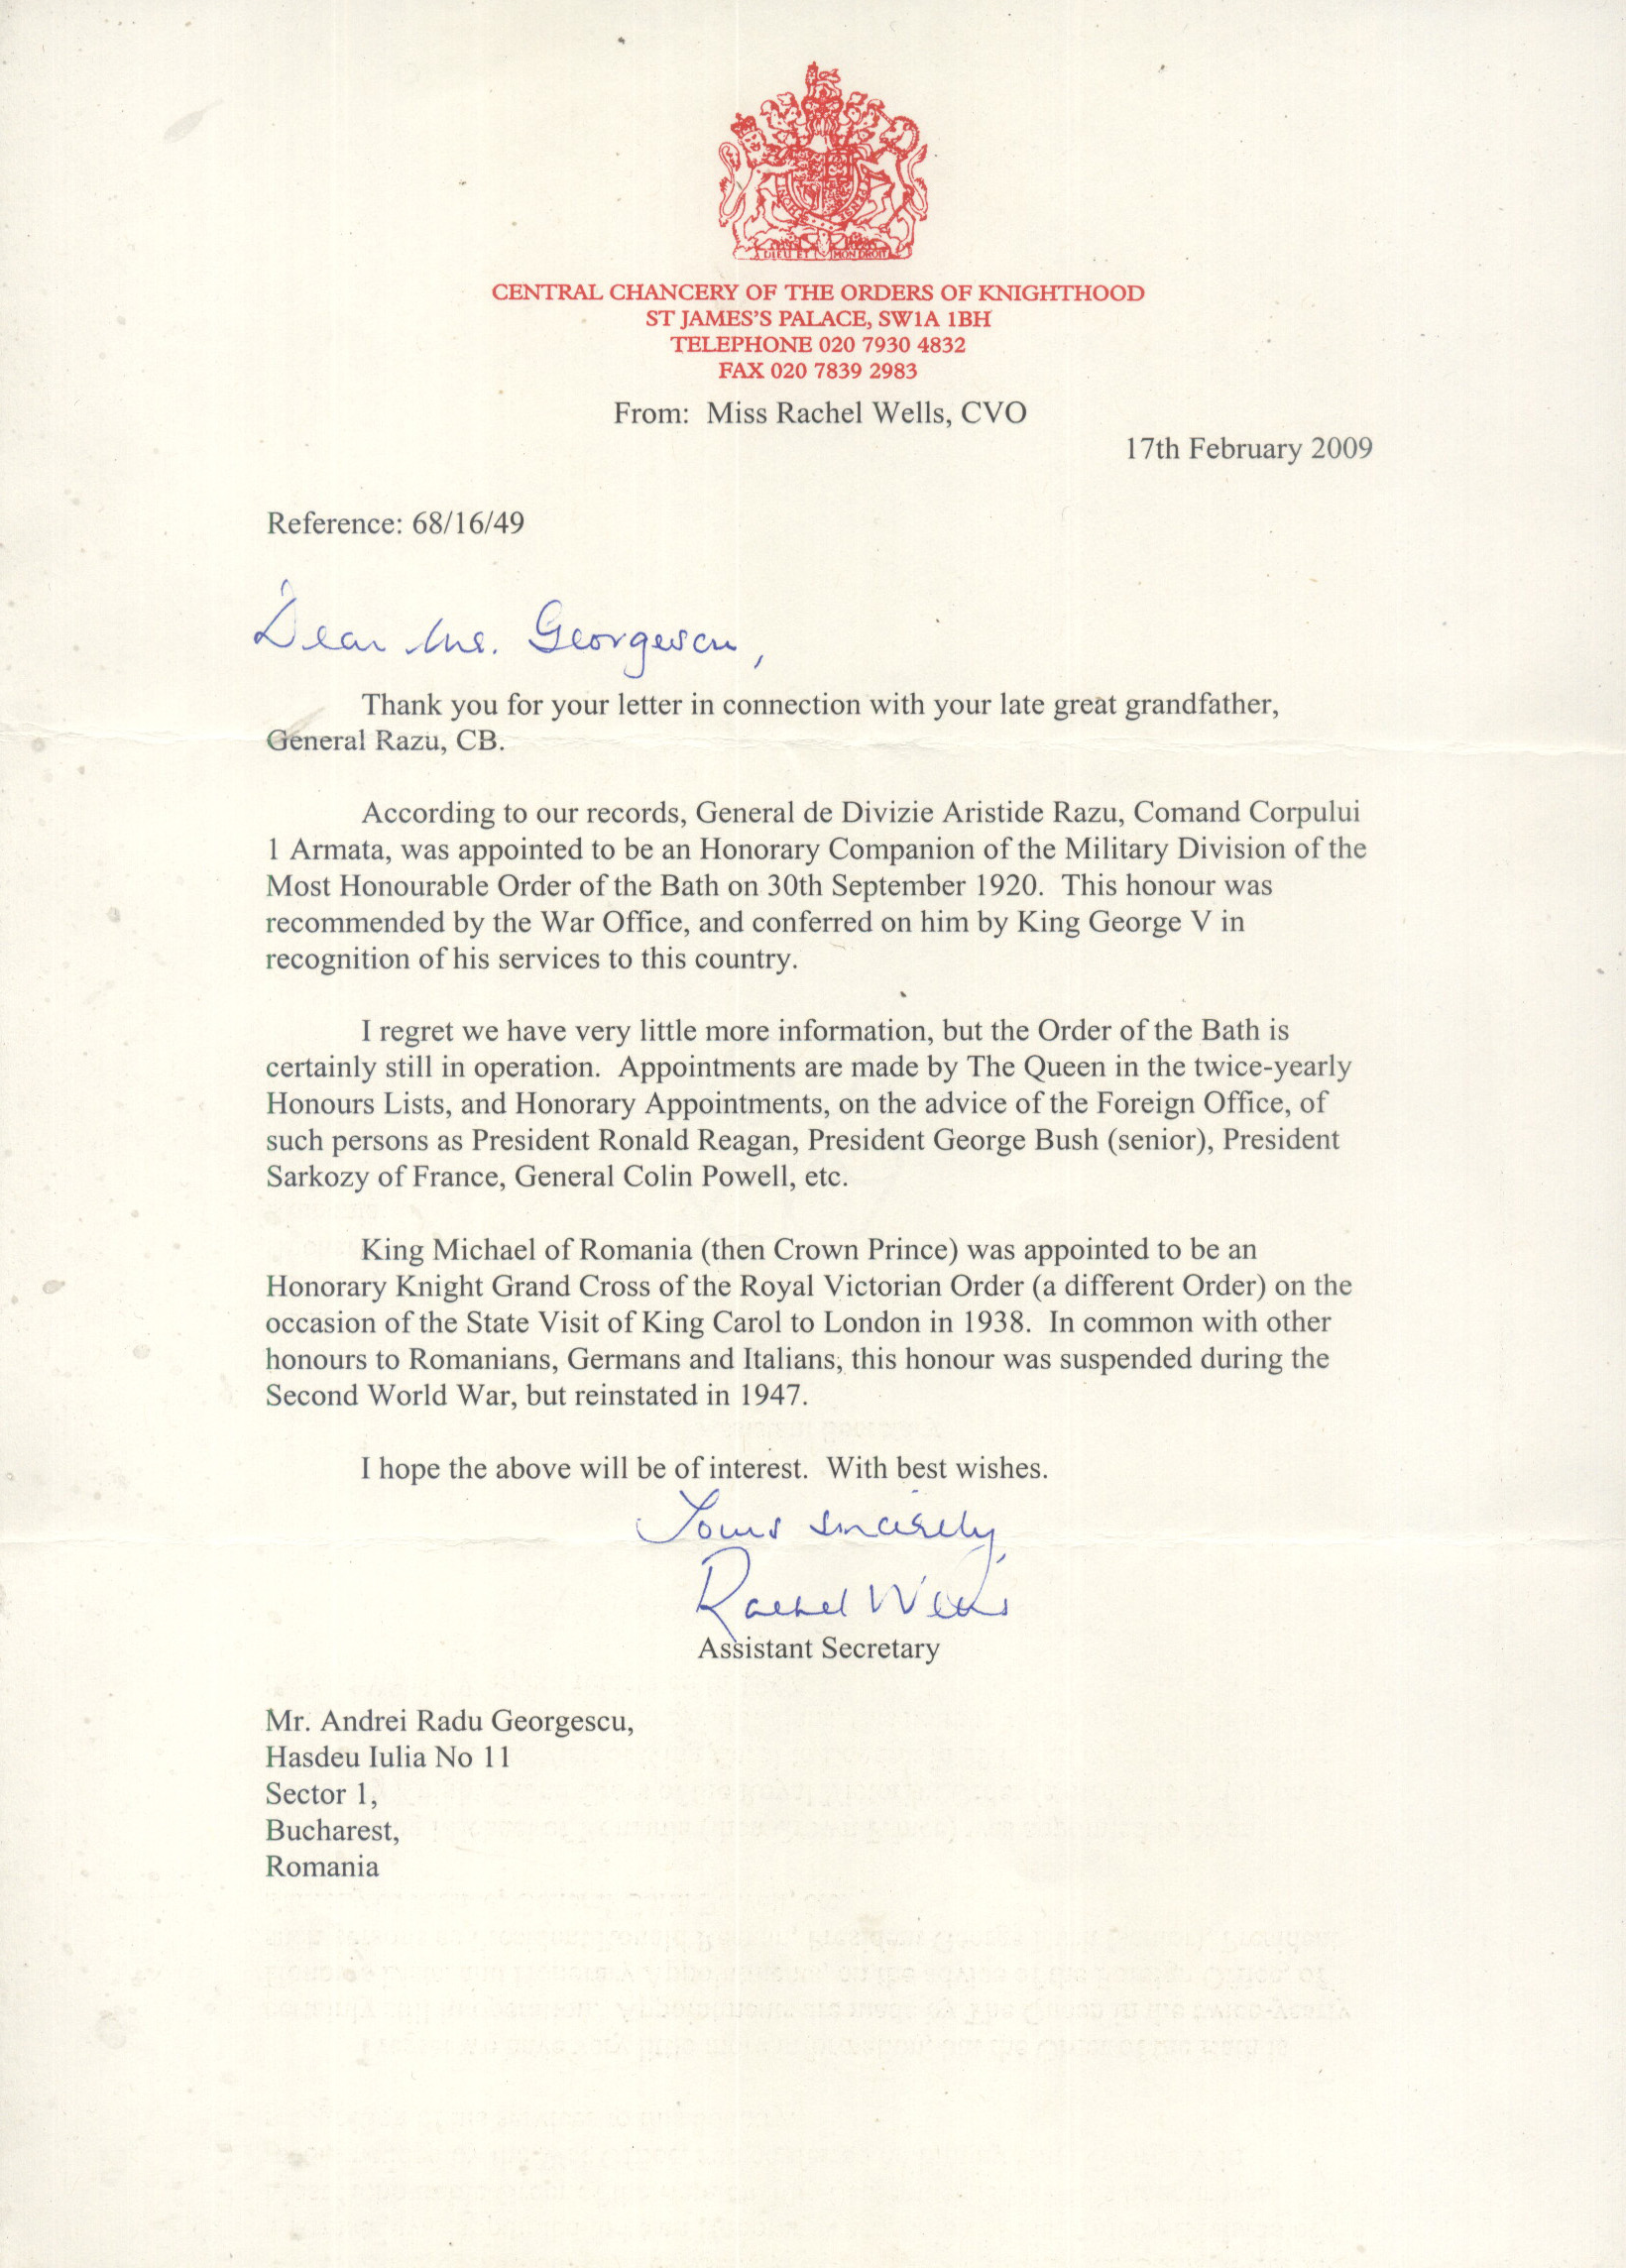 DIEU ET MON DROIT
CENTRAL CHANCERY OF THE ORDERS OF KNIGHTHOOD
ST JAMES'S PALACE, SW1A 1BH
TELEPHONE 020 7930 4832
FAX 020 7839 2983
From: Miss Rachel Wells, CVO
17th February 2009
Reference: 68/16/49
Dear Mr. Georgescu,
Thank you for your letter in connection with your late great grandfather,
General Razu, CB.
According to our records, General de Divizie Aristide Razu, Comand Corpului
1 Armata, was appointed to be an Honorary Companion of the Military Division of the
Most Honourable Order of the Bath on 30th September 1920. This honour was
recommended by the War Office, and conferred on him by King George V in
recognition of his services to this country.
I regret we have very little more information, but the Order of the Bath is
certainly still in operation. Appointments are made by The Queen in the twice-yearly
Honours Lists, and Honorary Appointments, on the advice of the Foreign Office, of
such persons as President Ronald Reagan, President George Bush (senior), President
Sarkozy of France, General Colin Powell, etc.
King Michael of Romania (then Crown Prince) was appointed to be an
Honorary Knight Grand Cross of the Royal Victorian Order (a different Order) on the
occasion of the State Visit of King Carol to London in 1938. In common with other
honours to Romanians, Germans and Italians, this honour was suspended during the
Second World War, but reinstated in 1947.
I hope the above will be of interest. With best wishes.
Yours sincerely,
Rachel Wells
Assistant Secretary
Mr. Andrei Radu Georgescu,
Hasdeu Iulia No 11
Sector 1,
Bucharest,
Romania